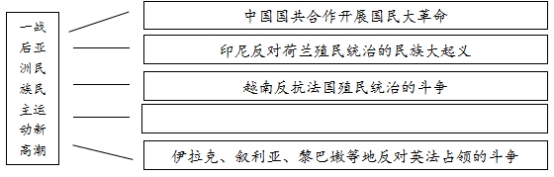 一战
后亚
洲民
族民
主运
动新
高潮
中国国共合作开展国民大革命
印尼反对荷兰殖民统治的民族大起义
越南反抗法国殖民统治的斗争
伊拉克、叙利亚、黎巴嫩等地反对英法占领的斗争